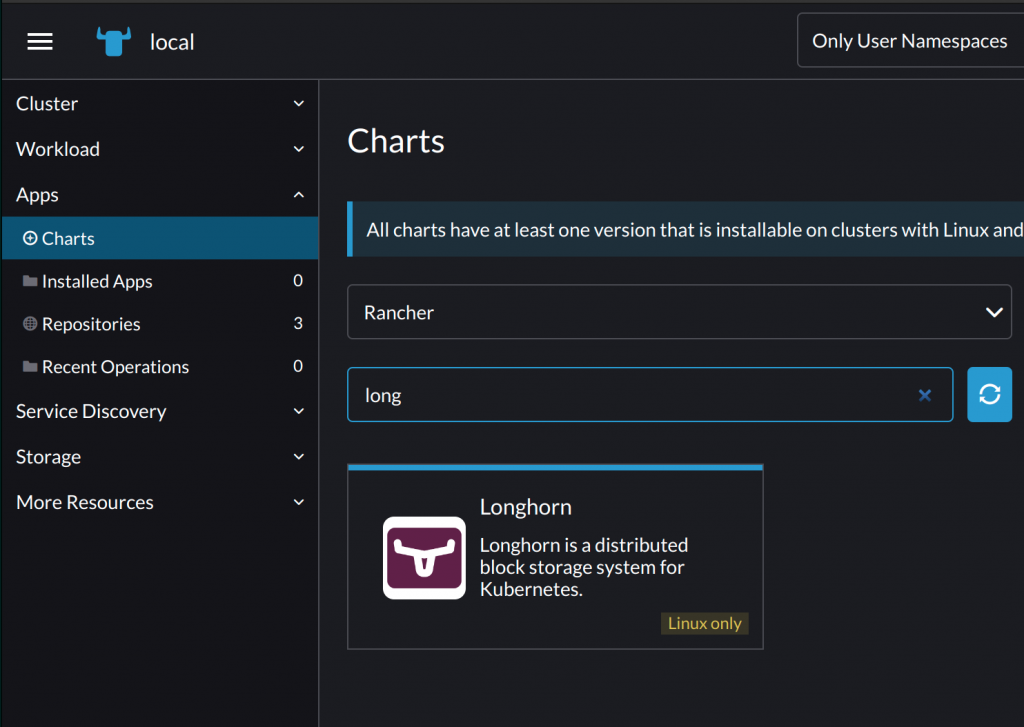 local
Only User Namespaces
Cluster
Workload
Apps
Charts
Installed Apps 0
Repositories 3
Recent Operations 0
Service Discovery
Storage
More Resources
Charts
All charts have at least one version that is installable on clusters with Linux and
Rancher
long
Longhorn
Longhorn is a distributed
block storage system for
Kubernetes.
Linux only